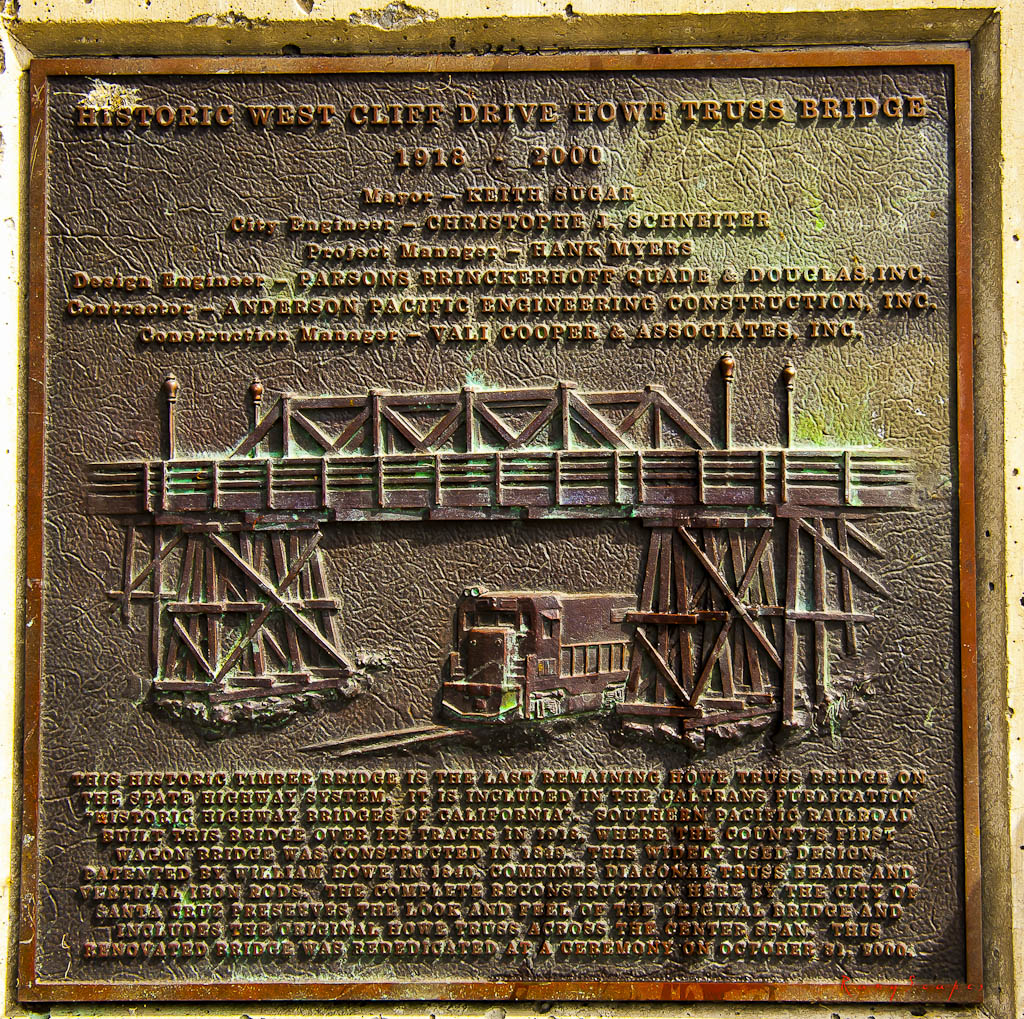 HISTORIC WEST CLIFF DRIVE HOWE TRUSS BRIDGE
1918 - 2000
Mayor – KEITH SUGAR
City Engineer – CHRISTOPHE J. SCHNEITER
Project Manager – HANK MYERS
Design Engineer – PARSONS BRINCKERHOFF QUADE & DOUGLAS, INC.
Contractor – ANDERSON PACIFIC ENGINEERING CONSTRUCTION, INC.
Construction Manager – VALI COOPER & ASSOCIATES, INC.
THIS HISTORIC TIMBER BRIDGE IS THE LAST REMAINING HOWE TRUSS BRIDGE ON
THE STATE HIGHWAY SYSTEM. IT IS INCLUDED IN THE CALTRANS PUBLICATION
"HISTORIC HIGHWAY BRIDGES OF CALIFORNIA". SOUTHERN PACIFIC RAILROAD
BUILT THIS BRIDGE OVER ITS TRACKS IN 1918, WHERE THE COUNTY'S FIRST
WAGON BRIDGE WAS CONSTRUCTED IN THIS WIDELY USED DESIGN,
PATENTED BY WILLIAM HOWE IN 1840, COMBINES DIAGONAL TRUSS BEAMS AND
VERTICAL IRON RODS. THE COMPLETE RECONSTRUCTION HERE BY THE CITY OF
SANTA CRUZ PRESERVES THE LOOK AND FEEL OF THE ORIGINAL BRIDGE AND
INCLUDES THE ORIGINAL HOWE TRUSS ACROSS THE CENTER SPAN. THIS
RENOVATED BRIDGE WAS REDEDICATED AT A CEREMONY ON OCTOBER 31, 2000.